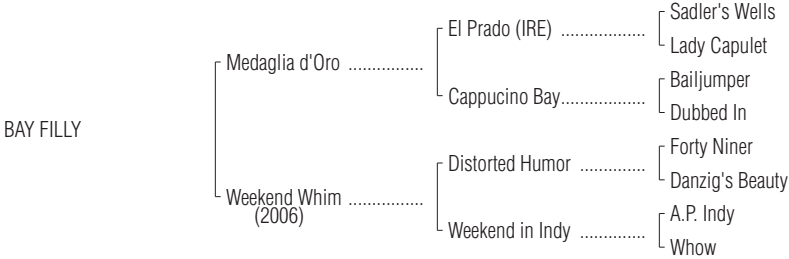 Sadler's Wells
El Prado (IRE) ..................
Lady Capulet
Medaglia d'Oro ................
Bailjumper
Cappucino Bay..................
Dubbed In
BAY FILLY
Forty Niner
Distorted Humor ..............
Danzig's Beauty
Weekend Whim ................
(2006)
A.P. Indy
Weekend in Indy ..............
Whow